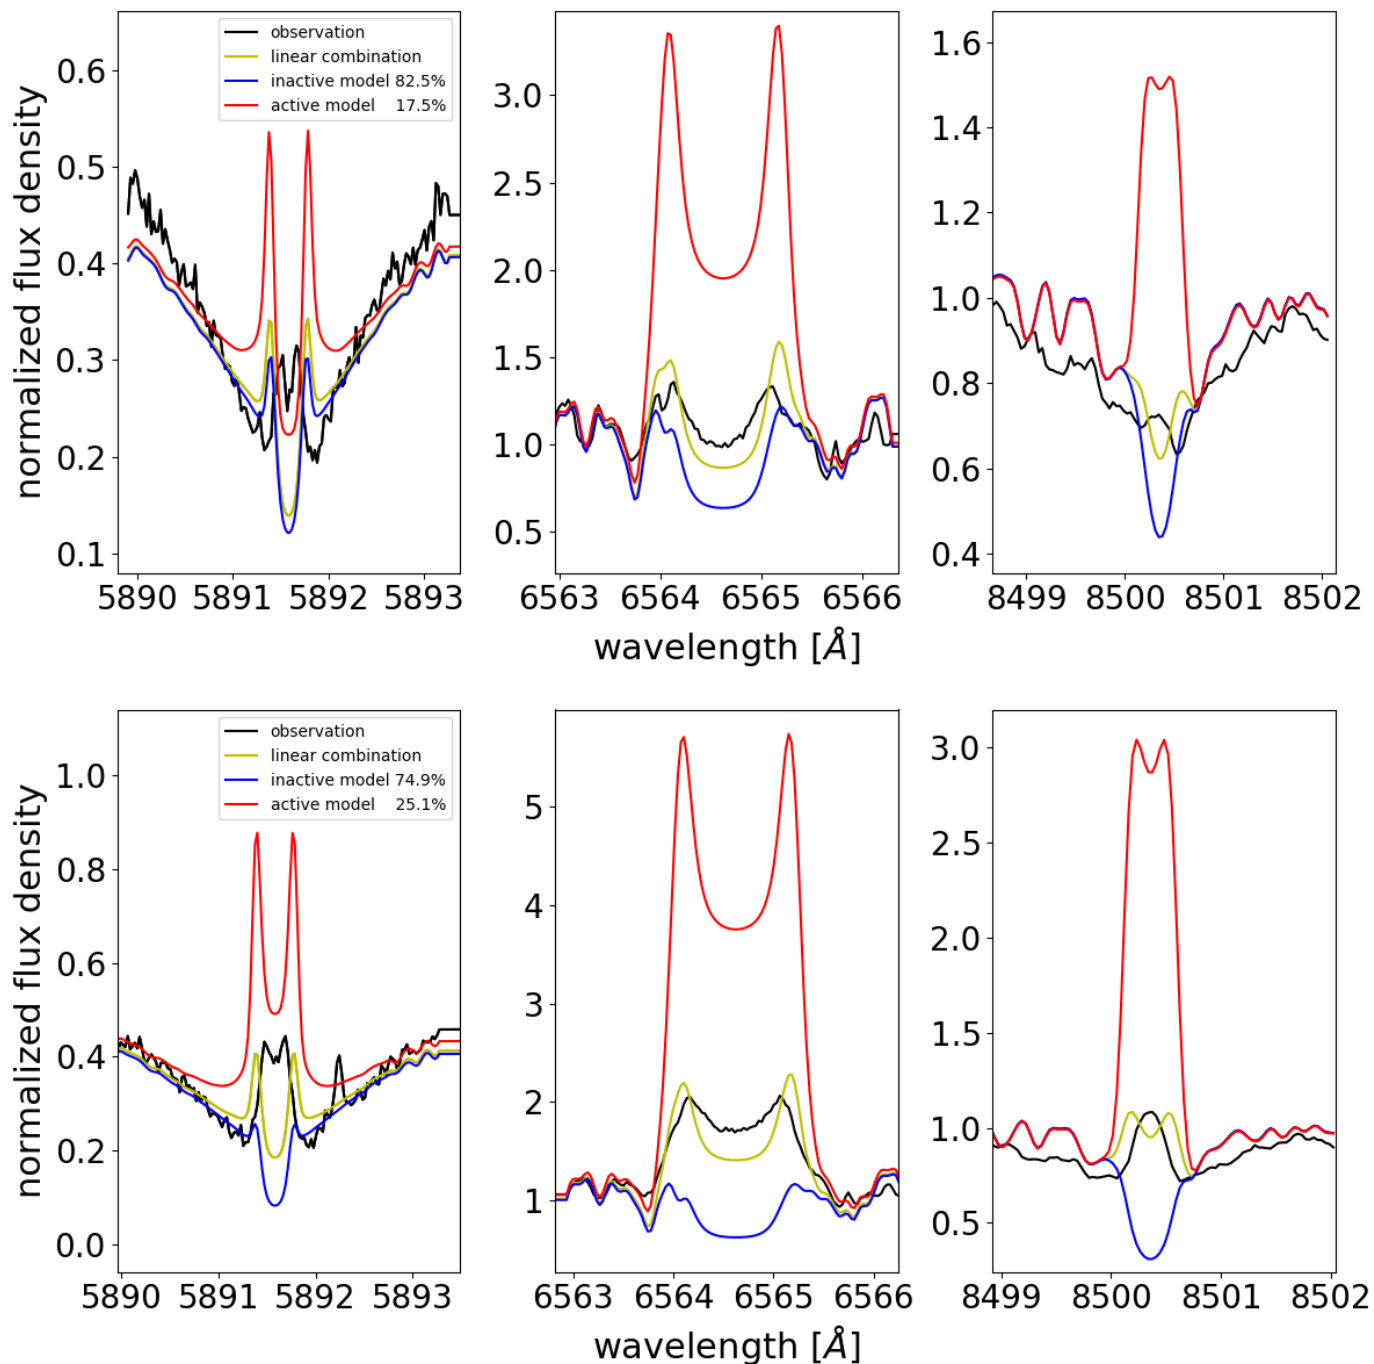 observation
linear combination
inactive model 82.5%
active model 17.5%
normalized flux density
0.6
0.5
0.4
0.3
0.2
0.1
5890 5891 5892 5893
3.0
2.5
2.0
1.5
1.0
0.5
6563 6564 6565 6566
1.6
1.4
1.2
1.0
0.8
0.6
0.4
8499 8500 8501 8502
wavelength [Å]
observation
linear combination
inactive model 74.9%
active model 25.1%
normalized flux density
1.0
0.8
0.6
0.4
0.2
0.0
5890 5891 5892 5893
5
4
3
2
1
6563 6564 6565 6566
3.0
2.5
2.0
1.5
1.0
0.5
8499 8500 8501 8502
wavelength [Å]